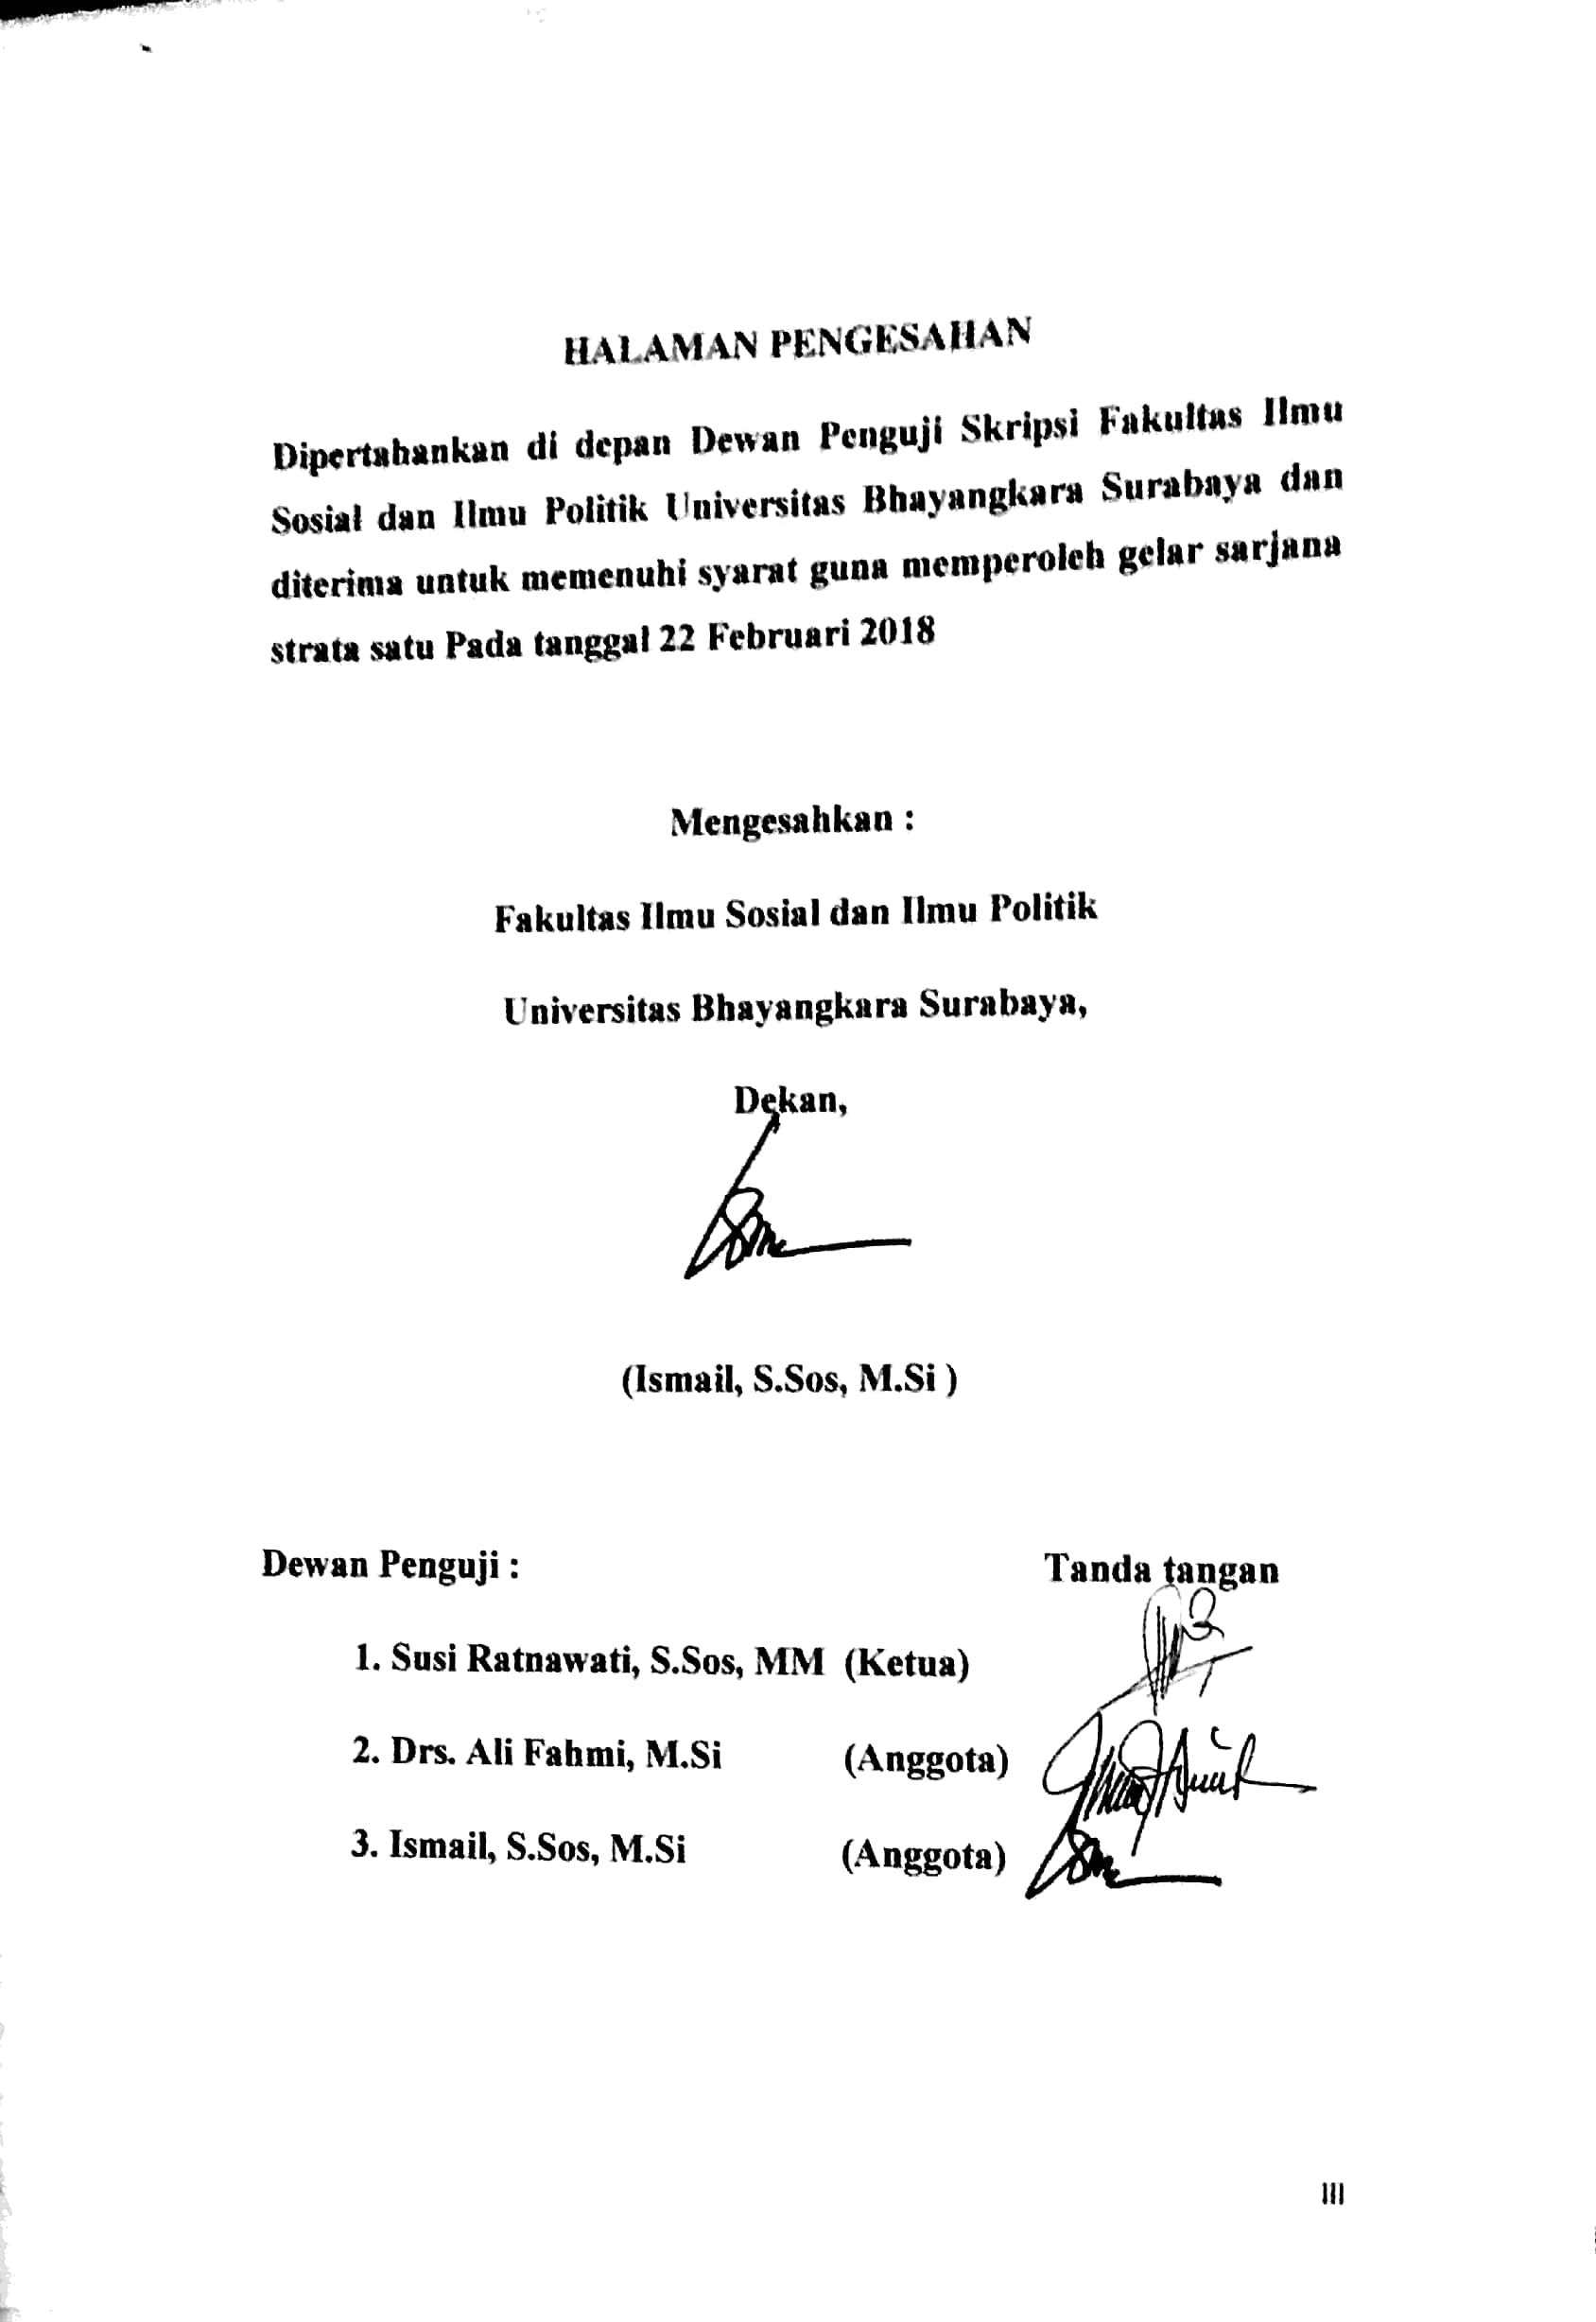 HALAMAN PENGESAHAN
Dipertahankan di depan Dewan Penguji Skripsi Fakultas Ilmu
Sosial dan Ilmu Politik Universitas Bhayangkara Surabaya dan
diterima untuk memenuhi syarat guna memperoleh gelar sarjana
strata satu Pada tanggal 22 Februari 2018
Mengesahkan :
Fakultas Ilmu Sosial dan Ilmu Politik
Universitas Bhayangkara Surabaya,
Dekan,
(Ismail, S.Sos, M.Si )
Dewan Penguji : Tanda tangan
1. Susi Ratnawati, S.Sos, MM (Ketua)
2. Drs. Ali Fahmi, M.Si (Anggota)
3. Ismail, S.Sos, M.Si (Anggota)
III